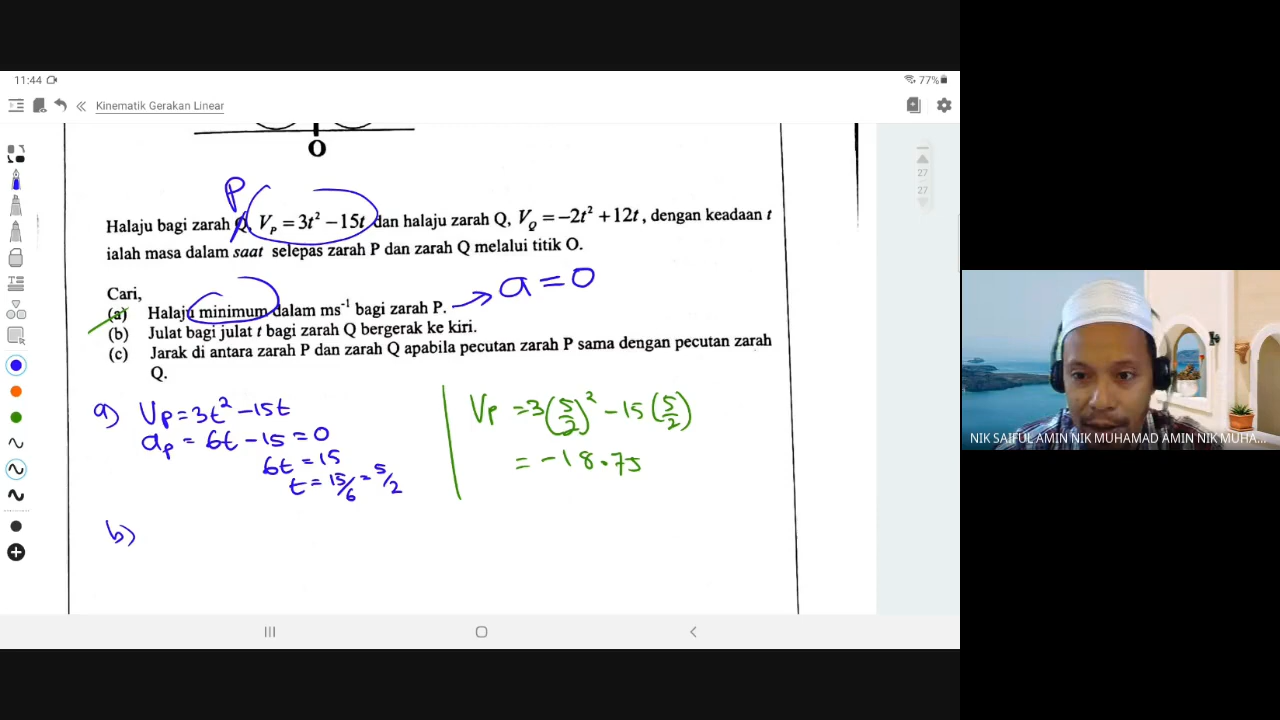 11:44
77%
Kinematik Gerakan Linear
O
P
Halaju bagi zarah Q, V_P = 3t² − 15t dan halaju zarah Q, V_Q = −2t² + 12t, dengan keadaan t
ialah masa dalam saat selepas zarah P dan zarah Q melalui titik O.
Cari,
(a) Halaju minimum dalam ms⁻¹ bagi zarah P. → a = 0
(b) Julat bagi julat t bagi zarah Q bergerak ke kiri.
(c) Jarak di antara zarah P dan zarah Q apabila pecutan zarah P sama dengan pecutan zarah
Q.
a) Vp = 3t² − 15t
ap = 6t − 15 = 0
6t = 15
t = 15/6 = 5/2
Vp = 3(5/2)² − 15(5/2)
= −18.75
b)
27
27
NIK SAIFUL AMIN NIK MUHAMAD AMIN NIK MUHA...